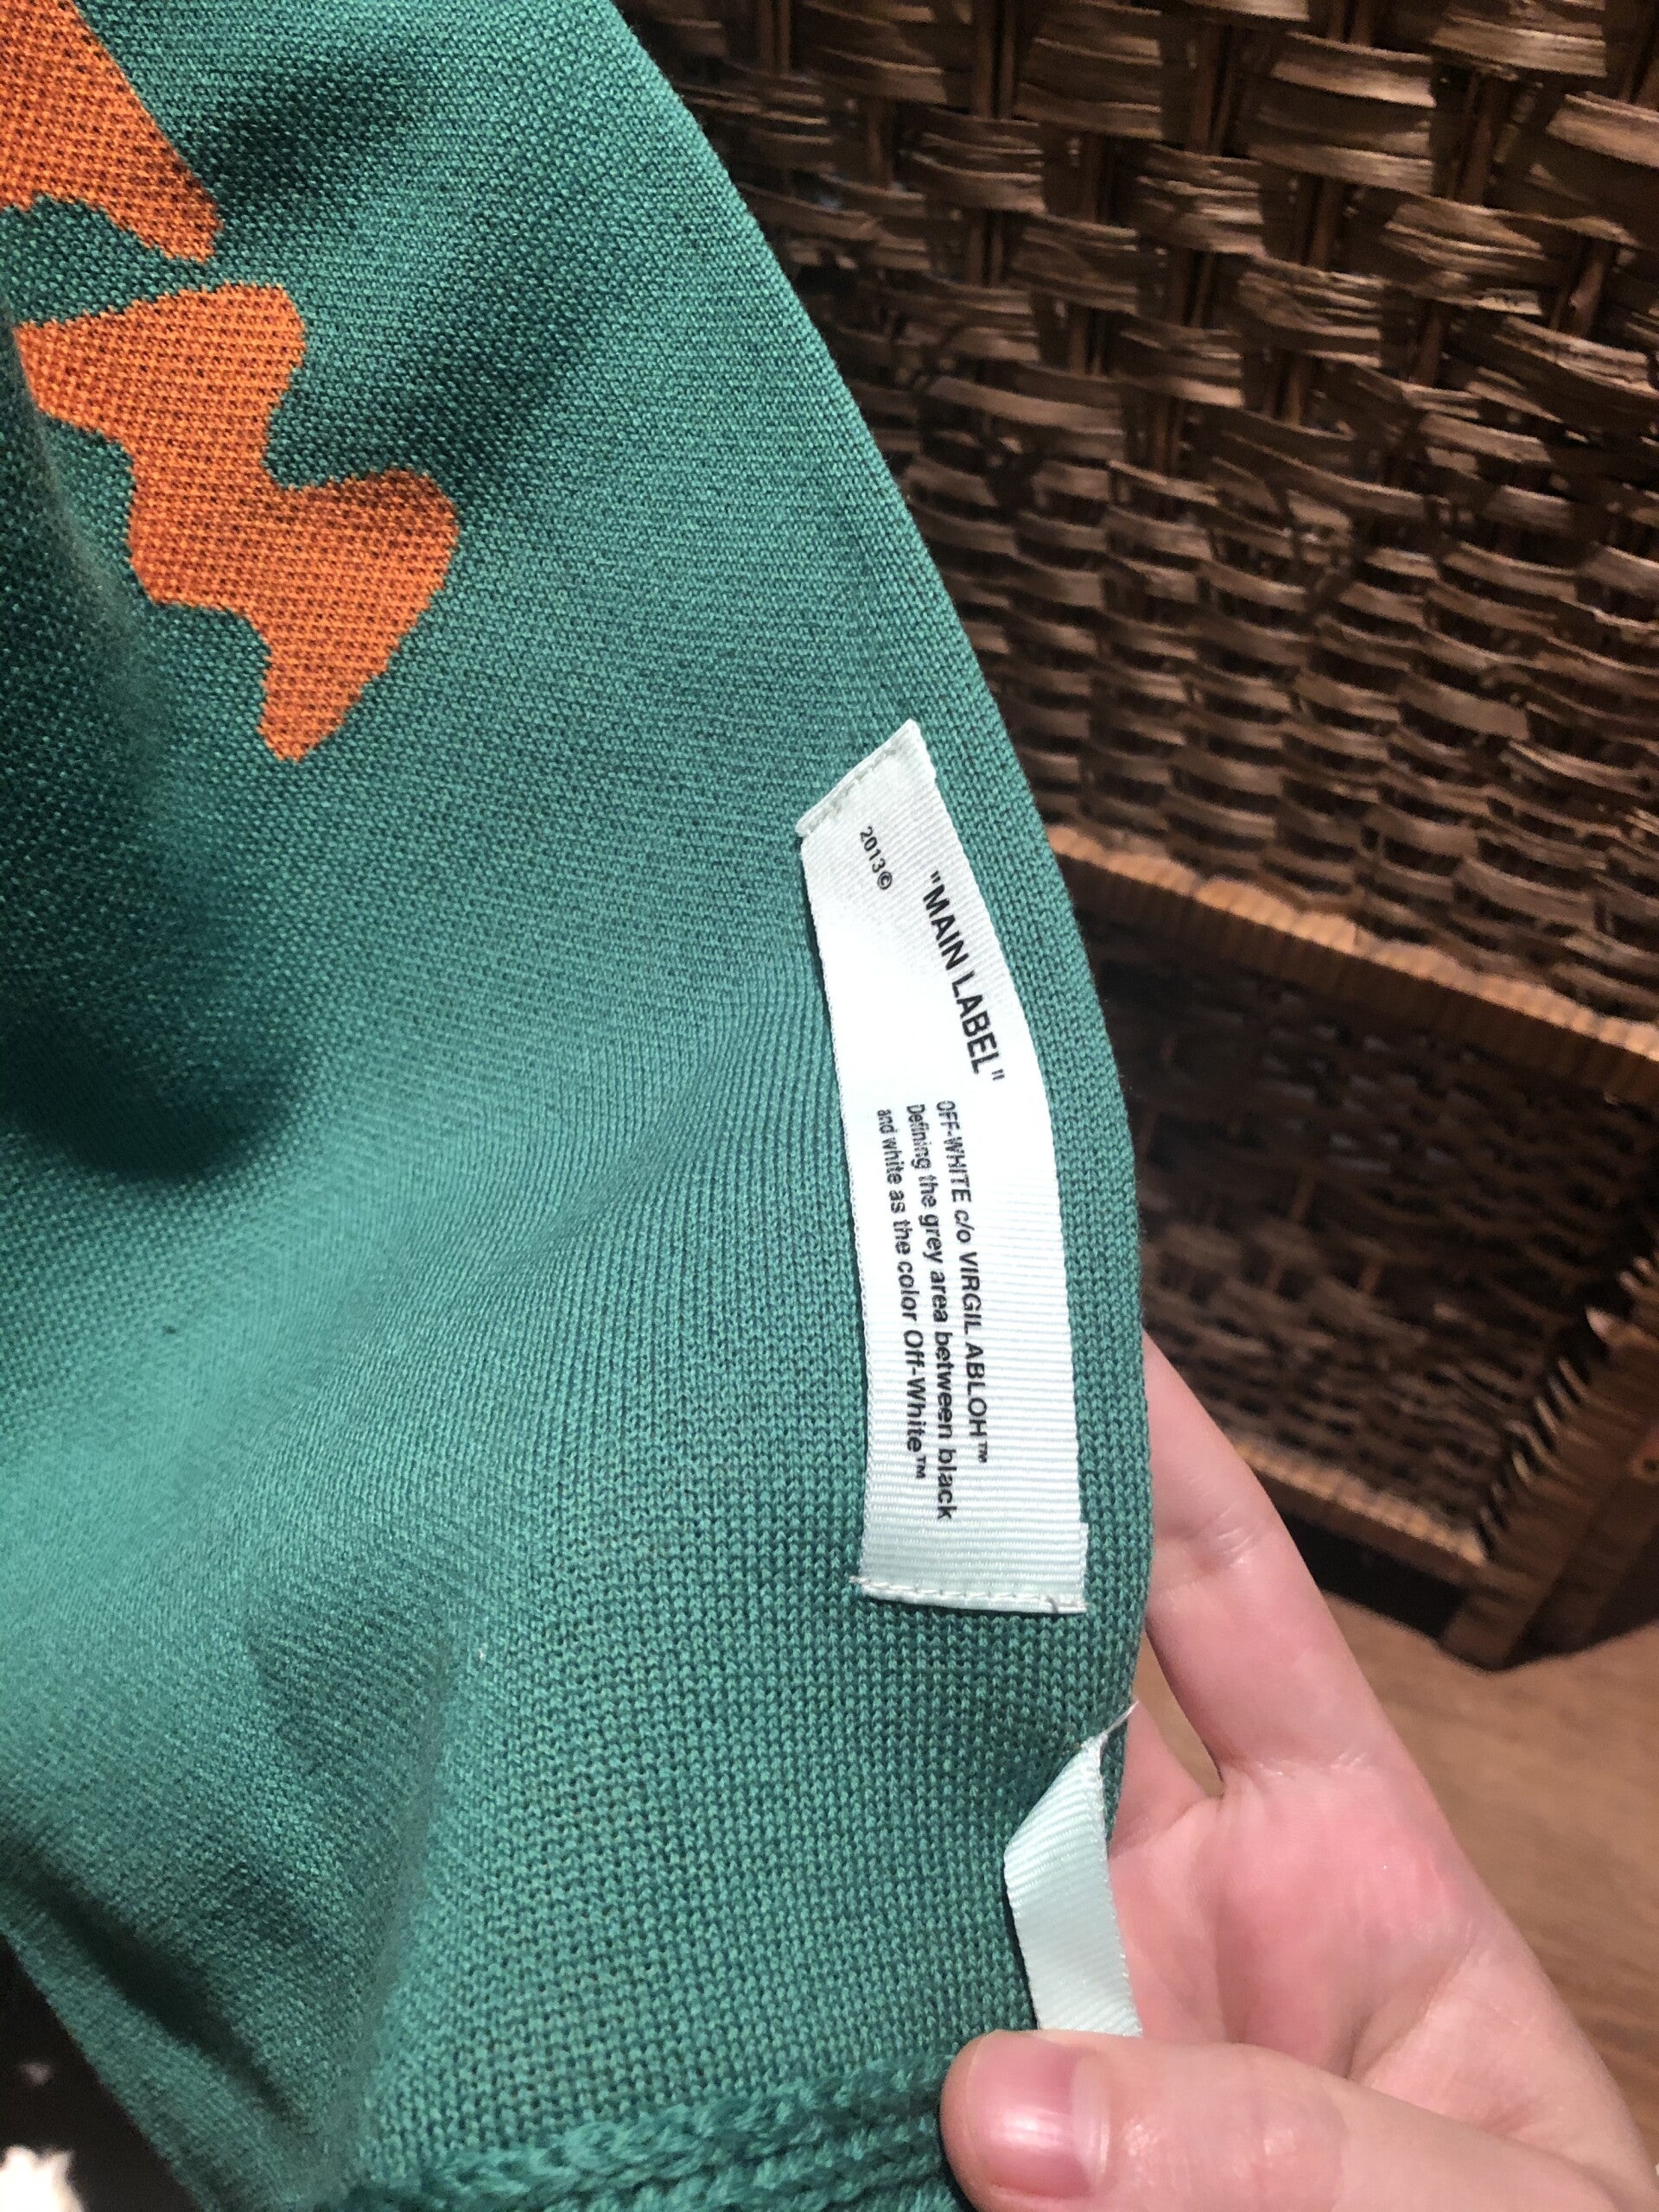 "MAIN LABEL"
2013©
OFF-WHITE c/o VIRGIL ABLOH™
Defining the grey area between black
and white as the color Off-White™